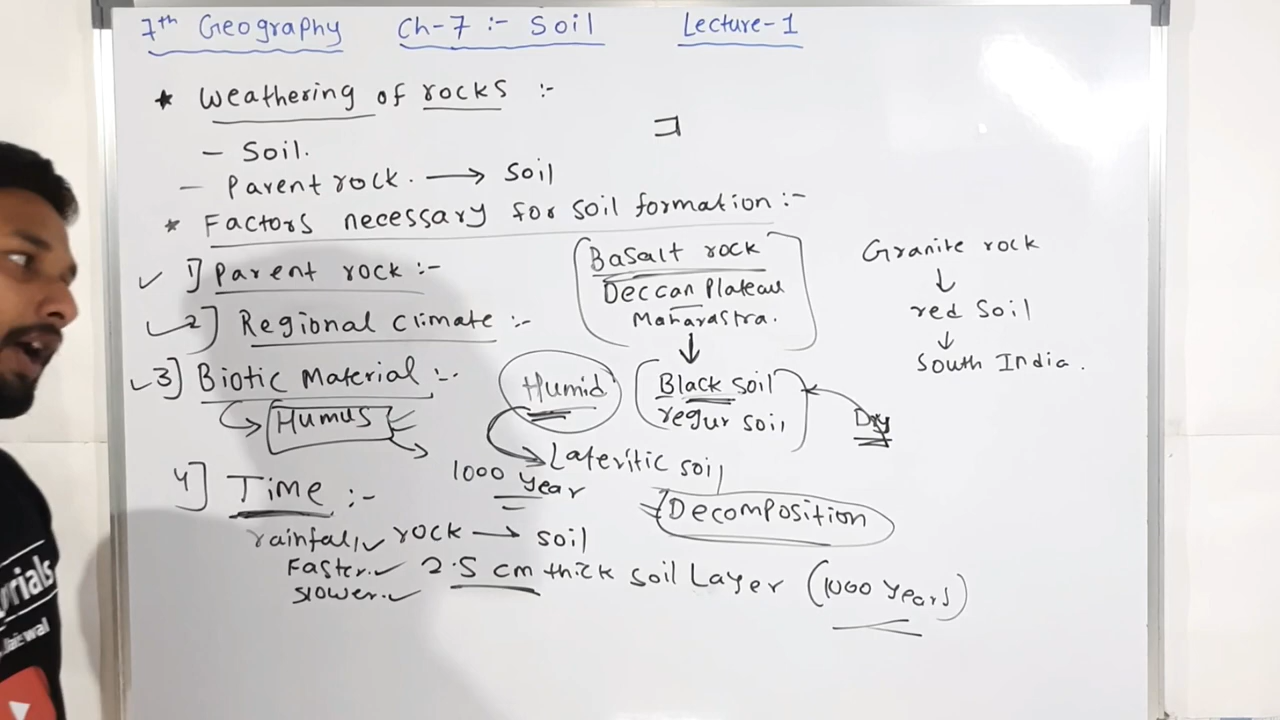 7th Geography Ch-7 :- Soil Lecture-1
* Weathering of rocks :-
- Soil.
- Parent rock. → Soil
* Factors necessary for soil formation :-
✓ 1) Parent rock :-
✓ 2] Regional climate :-
✓ 3] Biotic Material :-
Humus
Basalt rock
Deccan Plateau
Maharastra.
↓
Black soil
regur soil
Dry
Humid
Lateritic soil
Granite rock
↓
red Soil
↓
South India.
4] Time :-
1000 year
Decomposition
rainfall ✓ rock → soil
Faster. ✓ 2.5 cm thick soil Layer (1000 years)
slower. ✓
rials